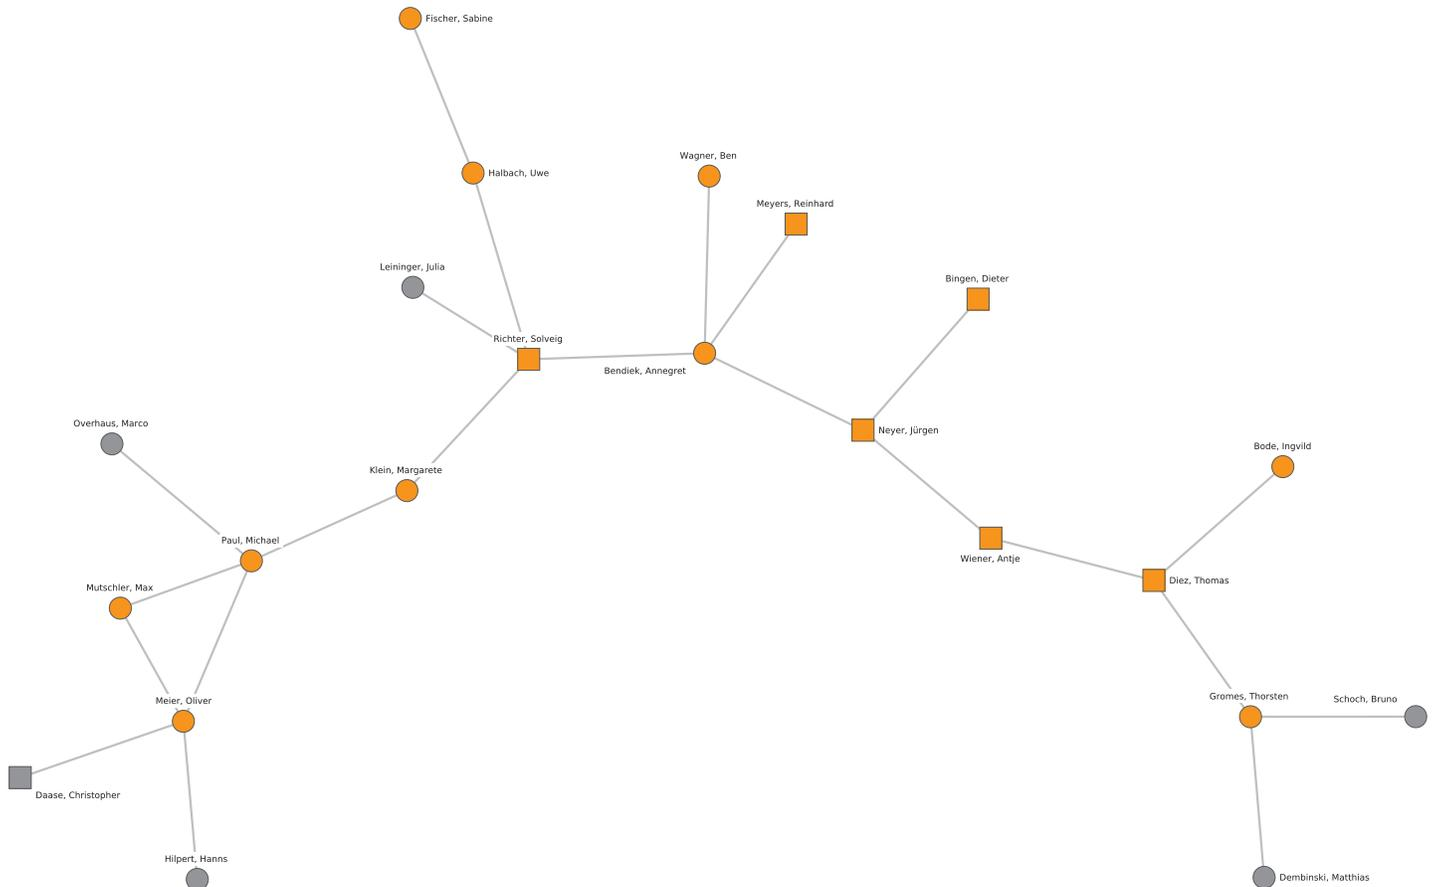 Fischer, Sabine
Wagner, Ben
Halbach, Uwe
Meyers, Reinhard
Leininger, Julia
Bingen, Dieter
Richter, Solveig
Bendiek, Annegret
Overhaus, Marco
Neyer, Jürgen
Bode, Ingvild
Klein, Margarete
Paul, Michael
Wiener, Antje
Diez, Thomas
Mutschler, Max
Gromes, Thorsten
Schoch, Bruno
Meier, Oliver
Daase, Christopher
Hilpert, Hanns
Dembinski, Matthias